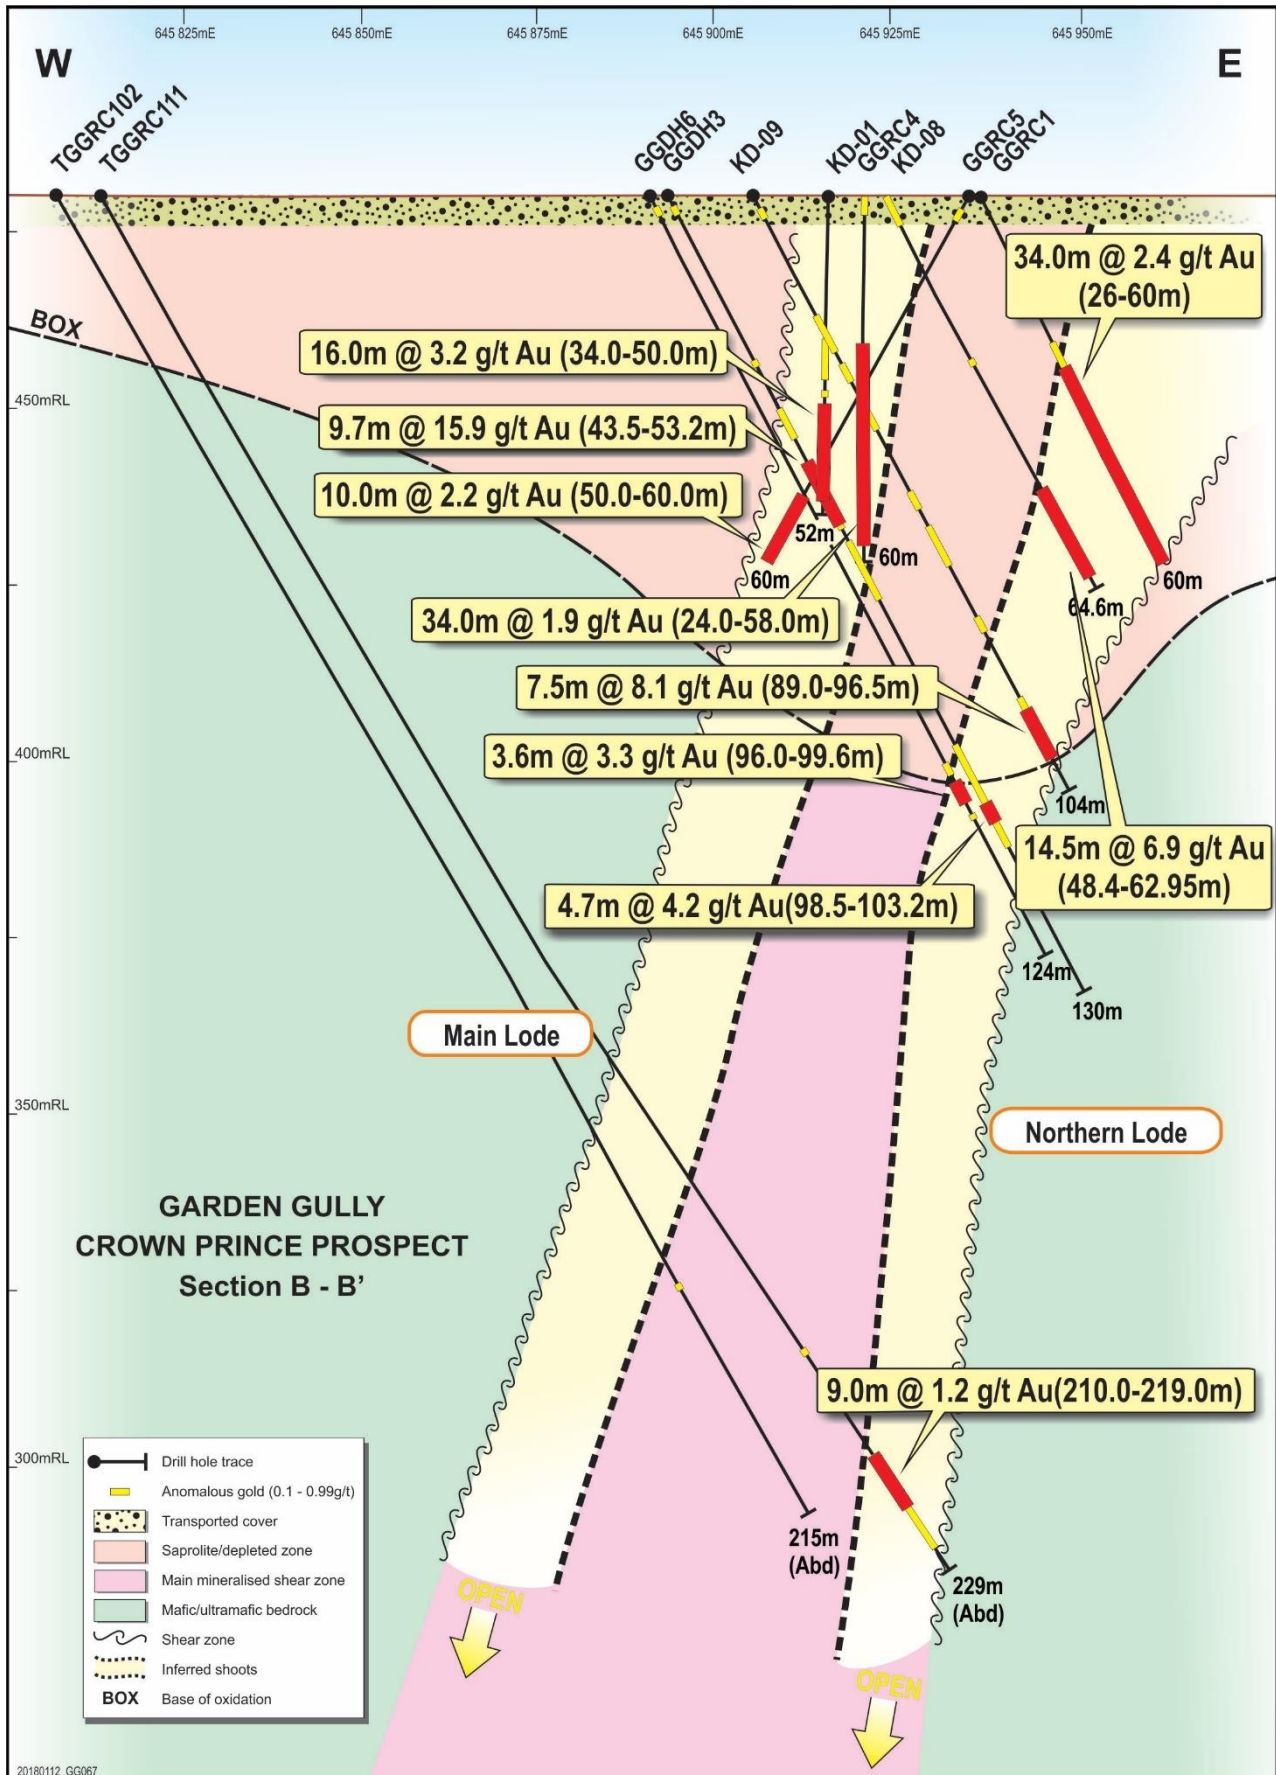 645 825mE
645 850mE
645 875mE
645 900mE
645 925mE
645 950mE
W
E
TGGRC102
TGGRC111
GGDH6
GGDH3
KD-09
KD-01
GGRC4
KD-08
GGRC5
GGRC1
34.0m @ 2.4 g/t Au
(26-60m)
BOX
16.0m @ 3.2 g/t Au (34.0-50.0m)
450mRL
9.7m @ 15.9 g/t Au (43.5-53.2m)
10.0m @ 2.2 g/t Au (50.0-60.0m)
52m
60m
60m
60m
64.6m
34.0m @ 1.9 g/t Au (24.0-58.0m)
7.5m @ 8.1 g/t Au (89.0-96.5m)
400mRL
3.6m @ 3.3 g/t Au (96.0-99.6m)
104m
14.5m @ 6.9 g/t Au
(48.4-62.95m)
4.7m @ 4.2 g/t Au(98.5-103.2m)
124m
130m
Main Lode
350mRL
Northern Lode
GARDEN GULLY
CROWN PRINCE PROSPECT
Section B - B’
9.0m @ 1.2 g/t Au(210.0-219.0m)
300mRL
Drill hole trace
Anomalous gold (0.1 - 0.99g/t)
Transported cover
Saprolite/depleted zone
Main mineralised shear zone
Mafic/ultramafic bedrock
Shear zone
Inferred shoots
BOX Base of oxidation
215m
(Abd)
229m
(Abd)
OPEN
OPEN
20180112_GG067